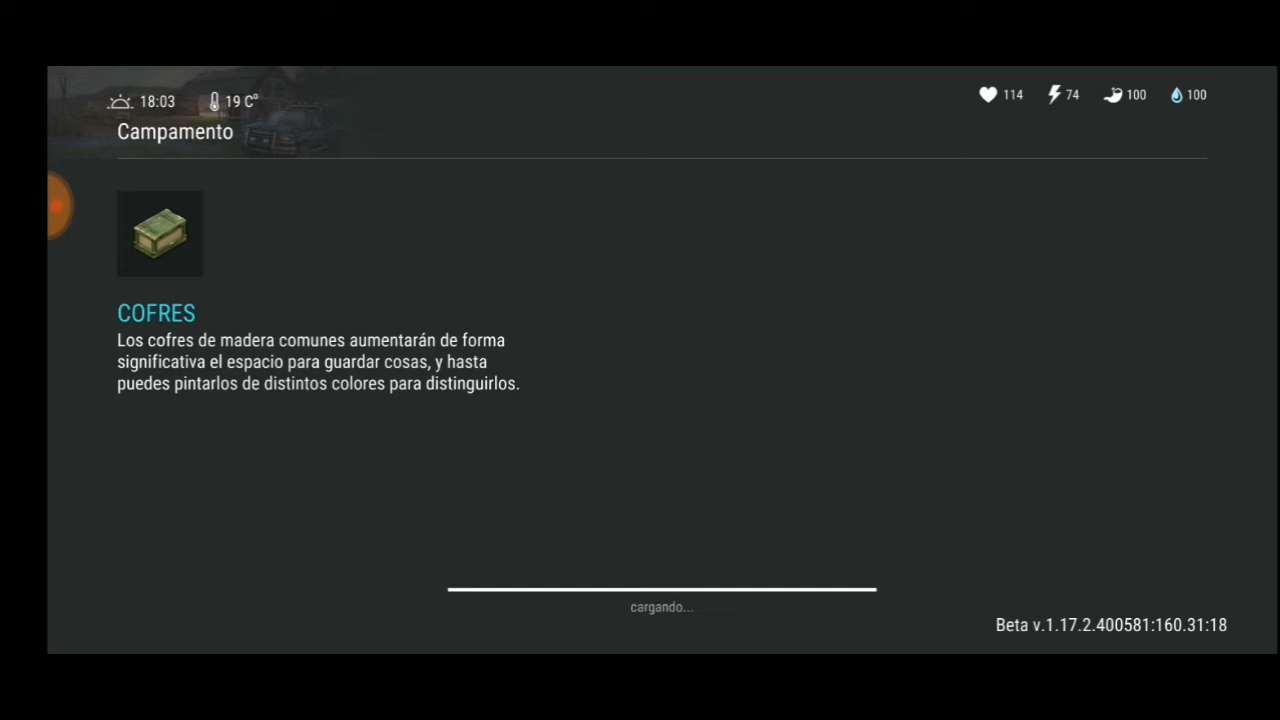 18:03 19 C° 114 74 100 100
Campamento
COFRES
Los cofres de madera comunes aumentarán de forma
significativa el espacio para guardar cosas, y hasta
puedes pintarlos de distintos colores para distinguirlos.
cargando...
Beta v.1.17.2.400581:160.31:18